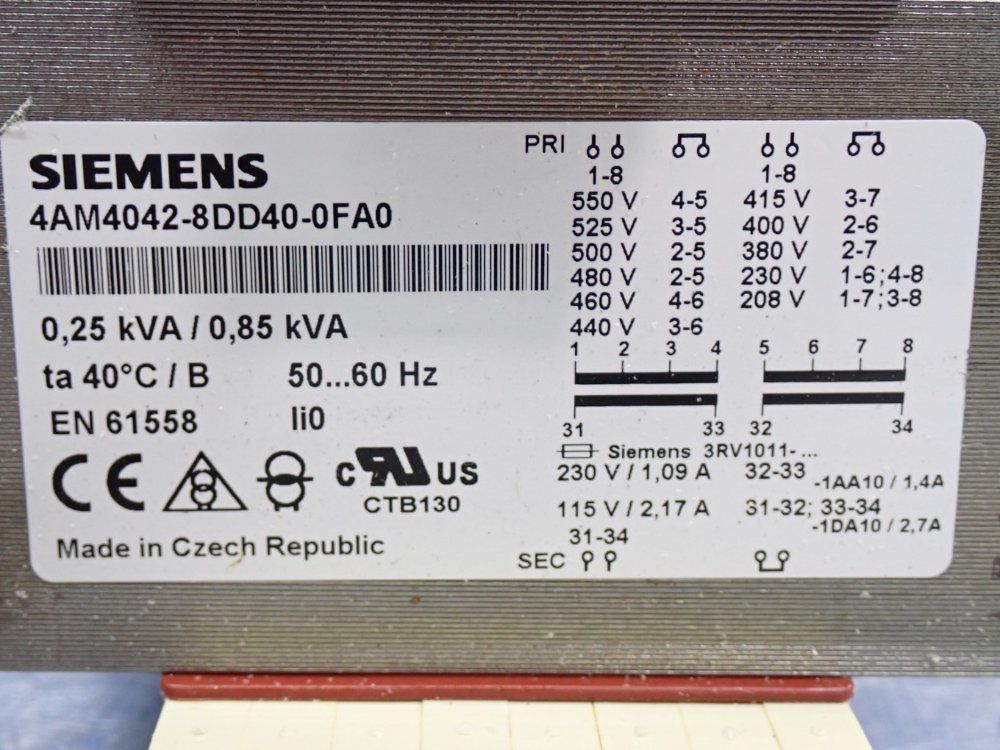 SIEMENS
4AM4042-8DD40-0FA0
0,25 kVA / 0,85 kVA
ta 40°C / B 50...60 Hz
EN 61558 Ii0
CE
c RU US
CTB130
Made in Czech Republic
PRI
1-8 1-8
550 V 4-5 415 V 3-7
525 V 3-5 400 V 2-6
500 V 2-5 380 V 2-7
480 V 2-5 230 V 1-6;4-8
460 V 4-6 208 V 1-7;3-8
440 V 3-6
1 2 3 4 5 6 7 8
31 33 32 34
Siemens 3RV1011-...
230 V / 1,09 A 32-33 -1AA10 / 1,4A
115 V / 2,17 A 31-32; 33-34 -1DA10 / 2,7A
31-34
SEC